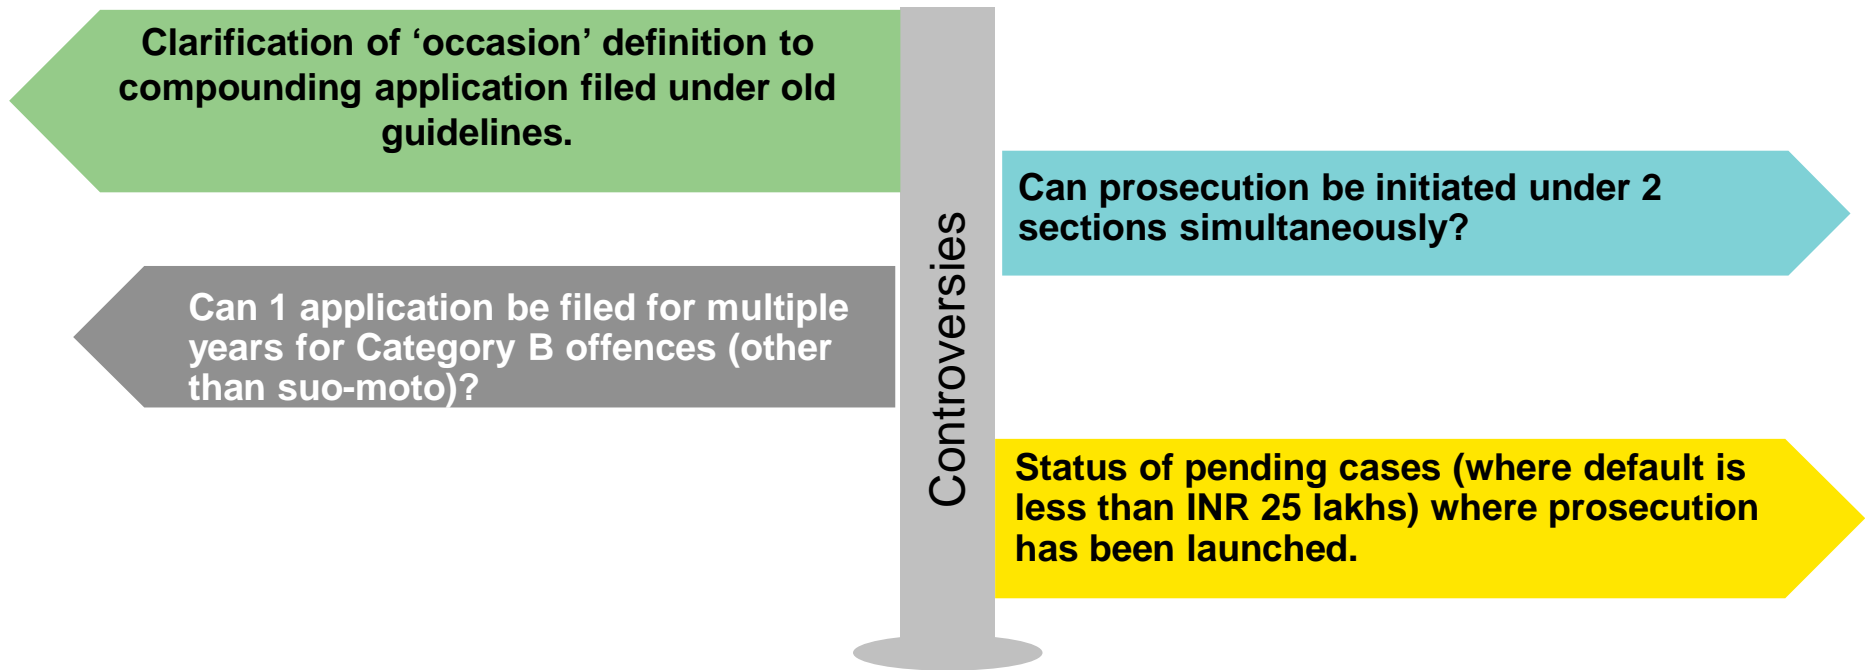 Clarification of ‘occasion’ definition to
compounding application filed under old
guidelines.
Can prosecution be initiated under 2
sections simultaneously?
Controversies
Can 1 application be filed for multiple
years for Category B offences (other
than suo-moto)?
Status of pending cases (where default is
less than INR 25 lakhs) where prosecution
has been launched.